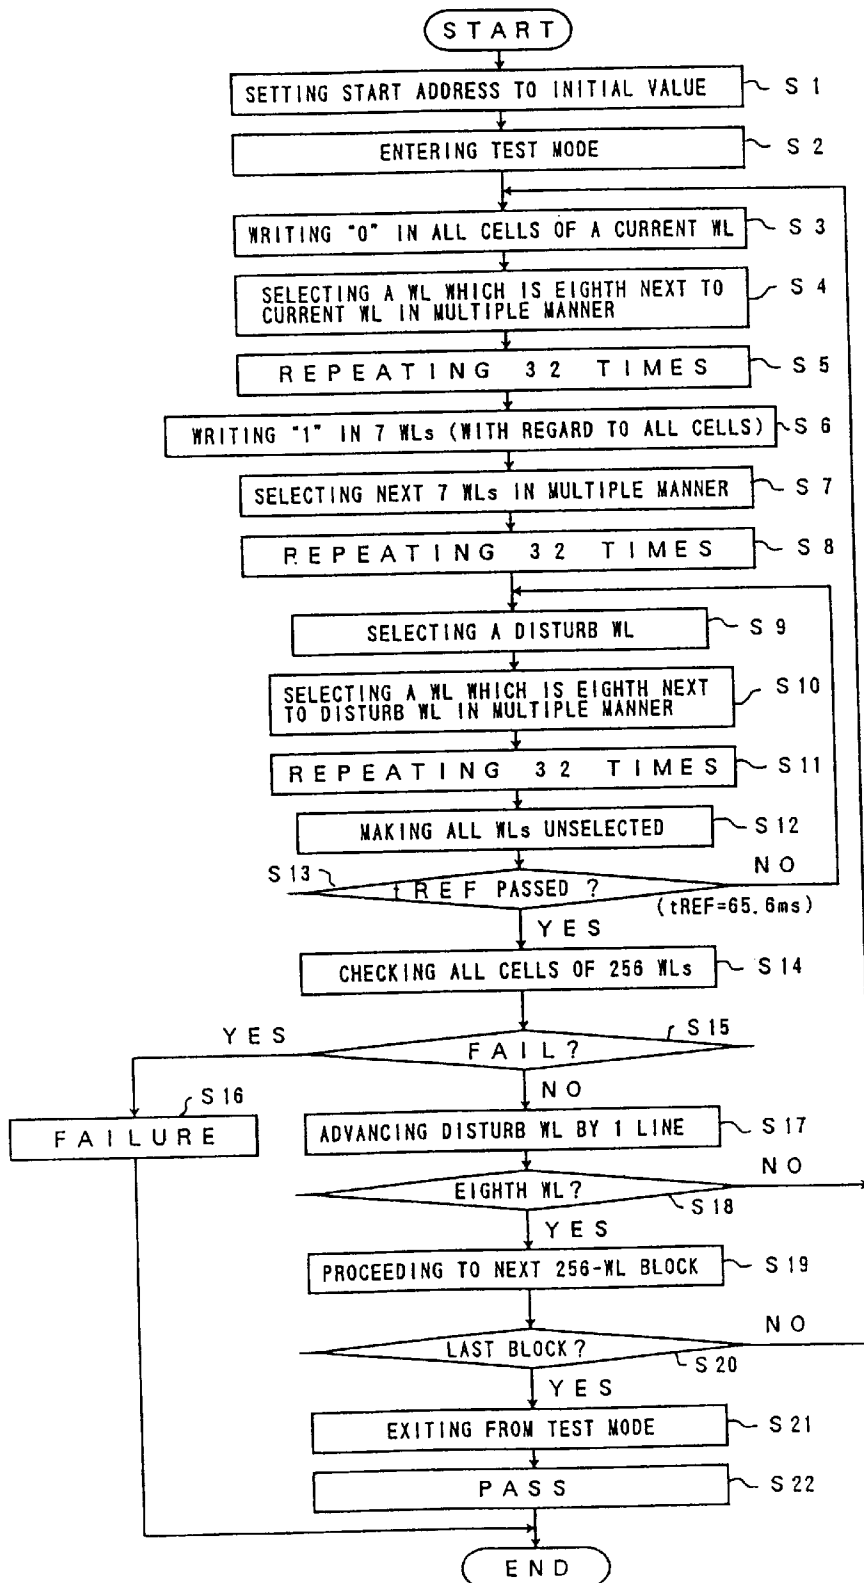 START
SETTING START ADDRESS TO INITIAL VALUE
S1
ENTERING TEST MODE
S2
WRITING "0" IN ALL CELLS OF A CURRENT WL
S3
SELECTING A WL WHICH IS EIGHTH NEXT TO
CURRENT WL IN MULTIPLE MANNER
S4
REPEATING 32 TIMES
S5
WRITING "1" IN 7 WLs (WITH REGARD TO ALL CELLS)
S6
SELECTING NEXT 7 WLs IN MULTIPLE MANNER
S7
REPEATING 32 TIMES
S8
SELECTING A DISTURB WL
S9
SELECTING A WL WHICH IS EIGHTH NEXT
TO DISTURB WL IN MULTIPLE MANNER
S10
REPEATING 32 TIMES
S11
MAKING ALL WLs UNSELECTED
S12
S13
tREF PASSED ?
NO
(tREF=65.6ms)
YES
CHECKING ALL CELLS OF 256 WLs
S14
YES
FAIL?
S15
NO
S16
FAILURE
ADVANCING DISTURB WL BY 1 LINE
S17
EIGHTH WL?
NO
S18
YES
PROCEEDING TO NEXT 256-WL BLOCK
S19
LAST BLOCK?
NO
S20
YES
EXITING FROM TEST MODE
S21
PASS
S22
END